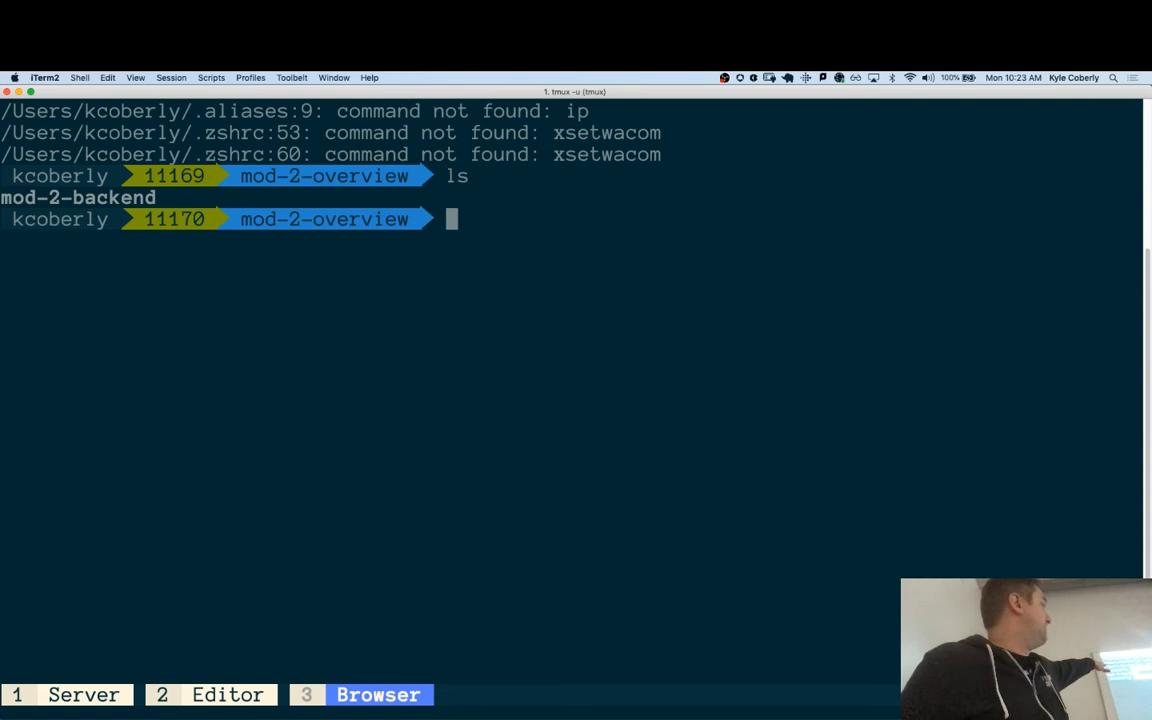 iTerm2 Shell Edit View Session Scripts Profiles Toolbelt Window Help 100% Mon 10:23 AM Kyle Coberly
1. tmux -u (tmux)
/Users/kcoberly/.aliases:9: command not found: ip
/Users/kcoberly/.zshrc:53: command not found: xsetwacom
/Users/kcoberly/.zshrc:60: command not found: xsetwacom
kcoberly 11169 mod-2-overview ls
mod-2-backend
kcoberly 11170 mod-2-overview
1 Server 2 Editor 3 Browser